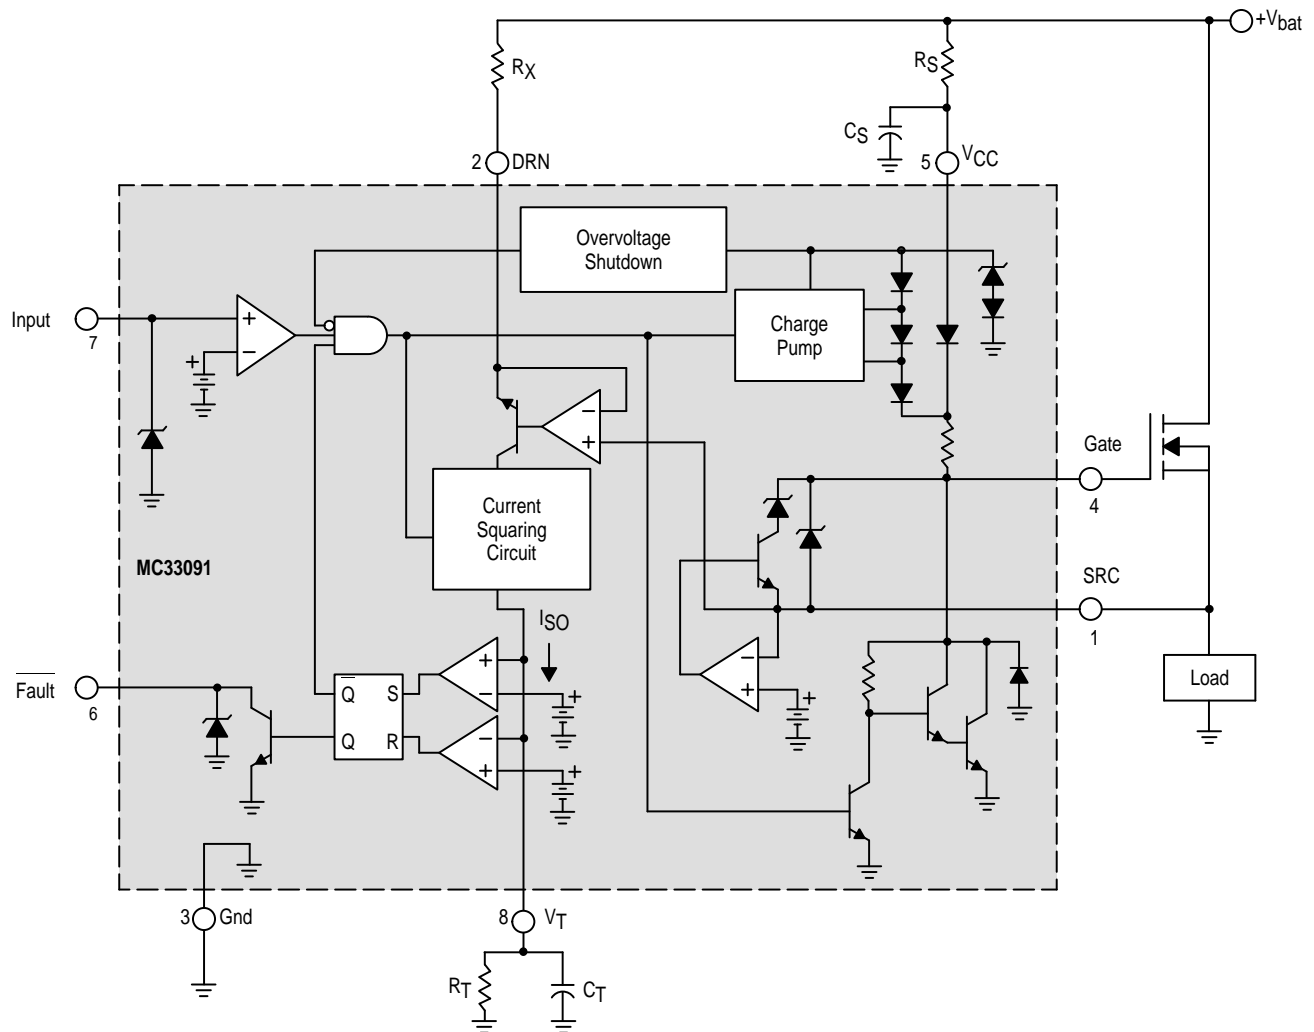 +Vbat
RX
RS
CS
2 DRN
5 VCC
Overvoltage
Shutdown
Input
7
+
−
+
Charge
Pump
−
+
Gate
4
Current
Squaring
Circuit
MC33091
SRC
1
ISO
Fault
6
Q S
Q R
+
−
+
−
+
+
−
+
+
Load
3 Gnd
8 VT
RT
CT